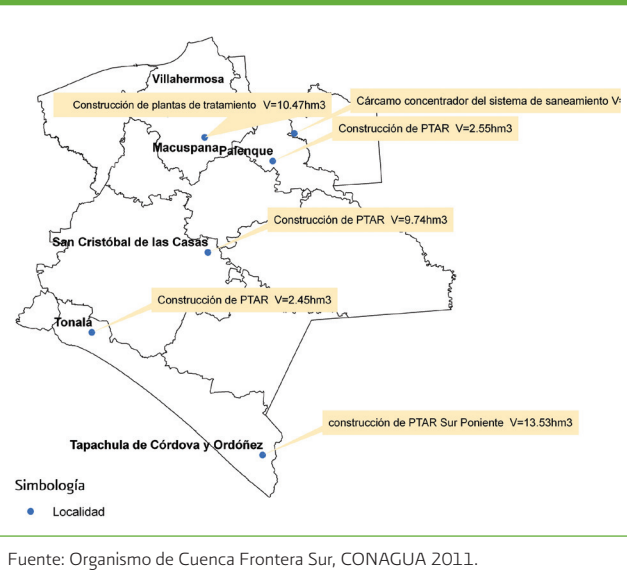 Villahermosa
Construcción de plantas de tratamiento V=10.47hm3
Cárcamo concentrador del sistema de saneamiento V=
Construcción de PTAR V=2.55hm3
Macuspana
Palenque
Construcción de PTAR V=9.74hm3
San Cristóbal de las Casas
Construcción de PTAR V=2.45hm3
Tonalá
construcción de PTAR Sur Poniente V=13.53hm3
Tapachula de Córdova y Ordóñez
Simbología
Localidad
Fuente: Organismo de Cuenca Frontera Sur, CONAGUA 2011.